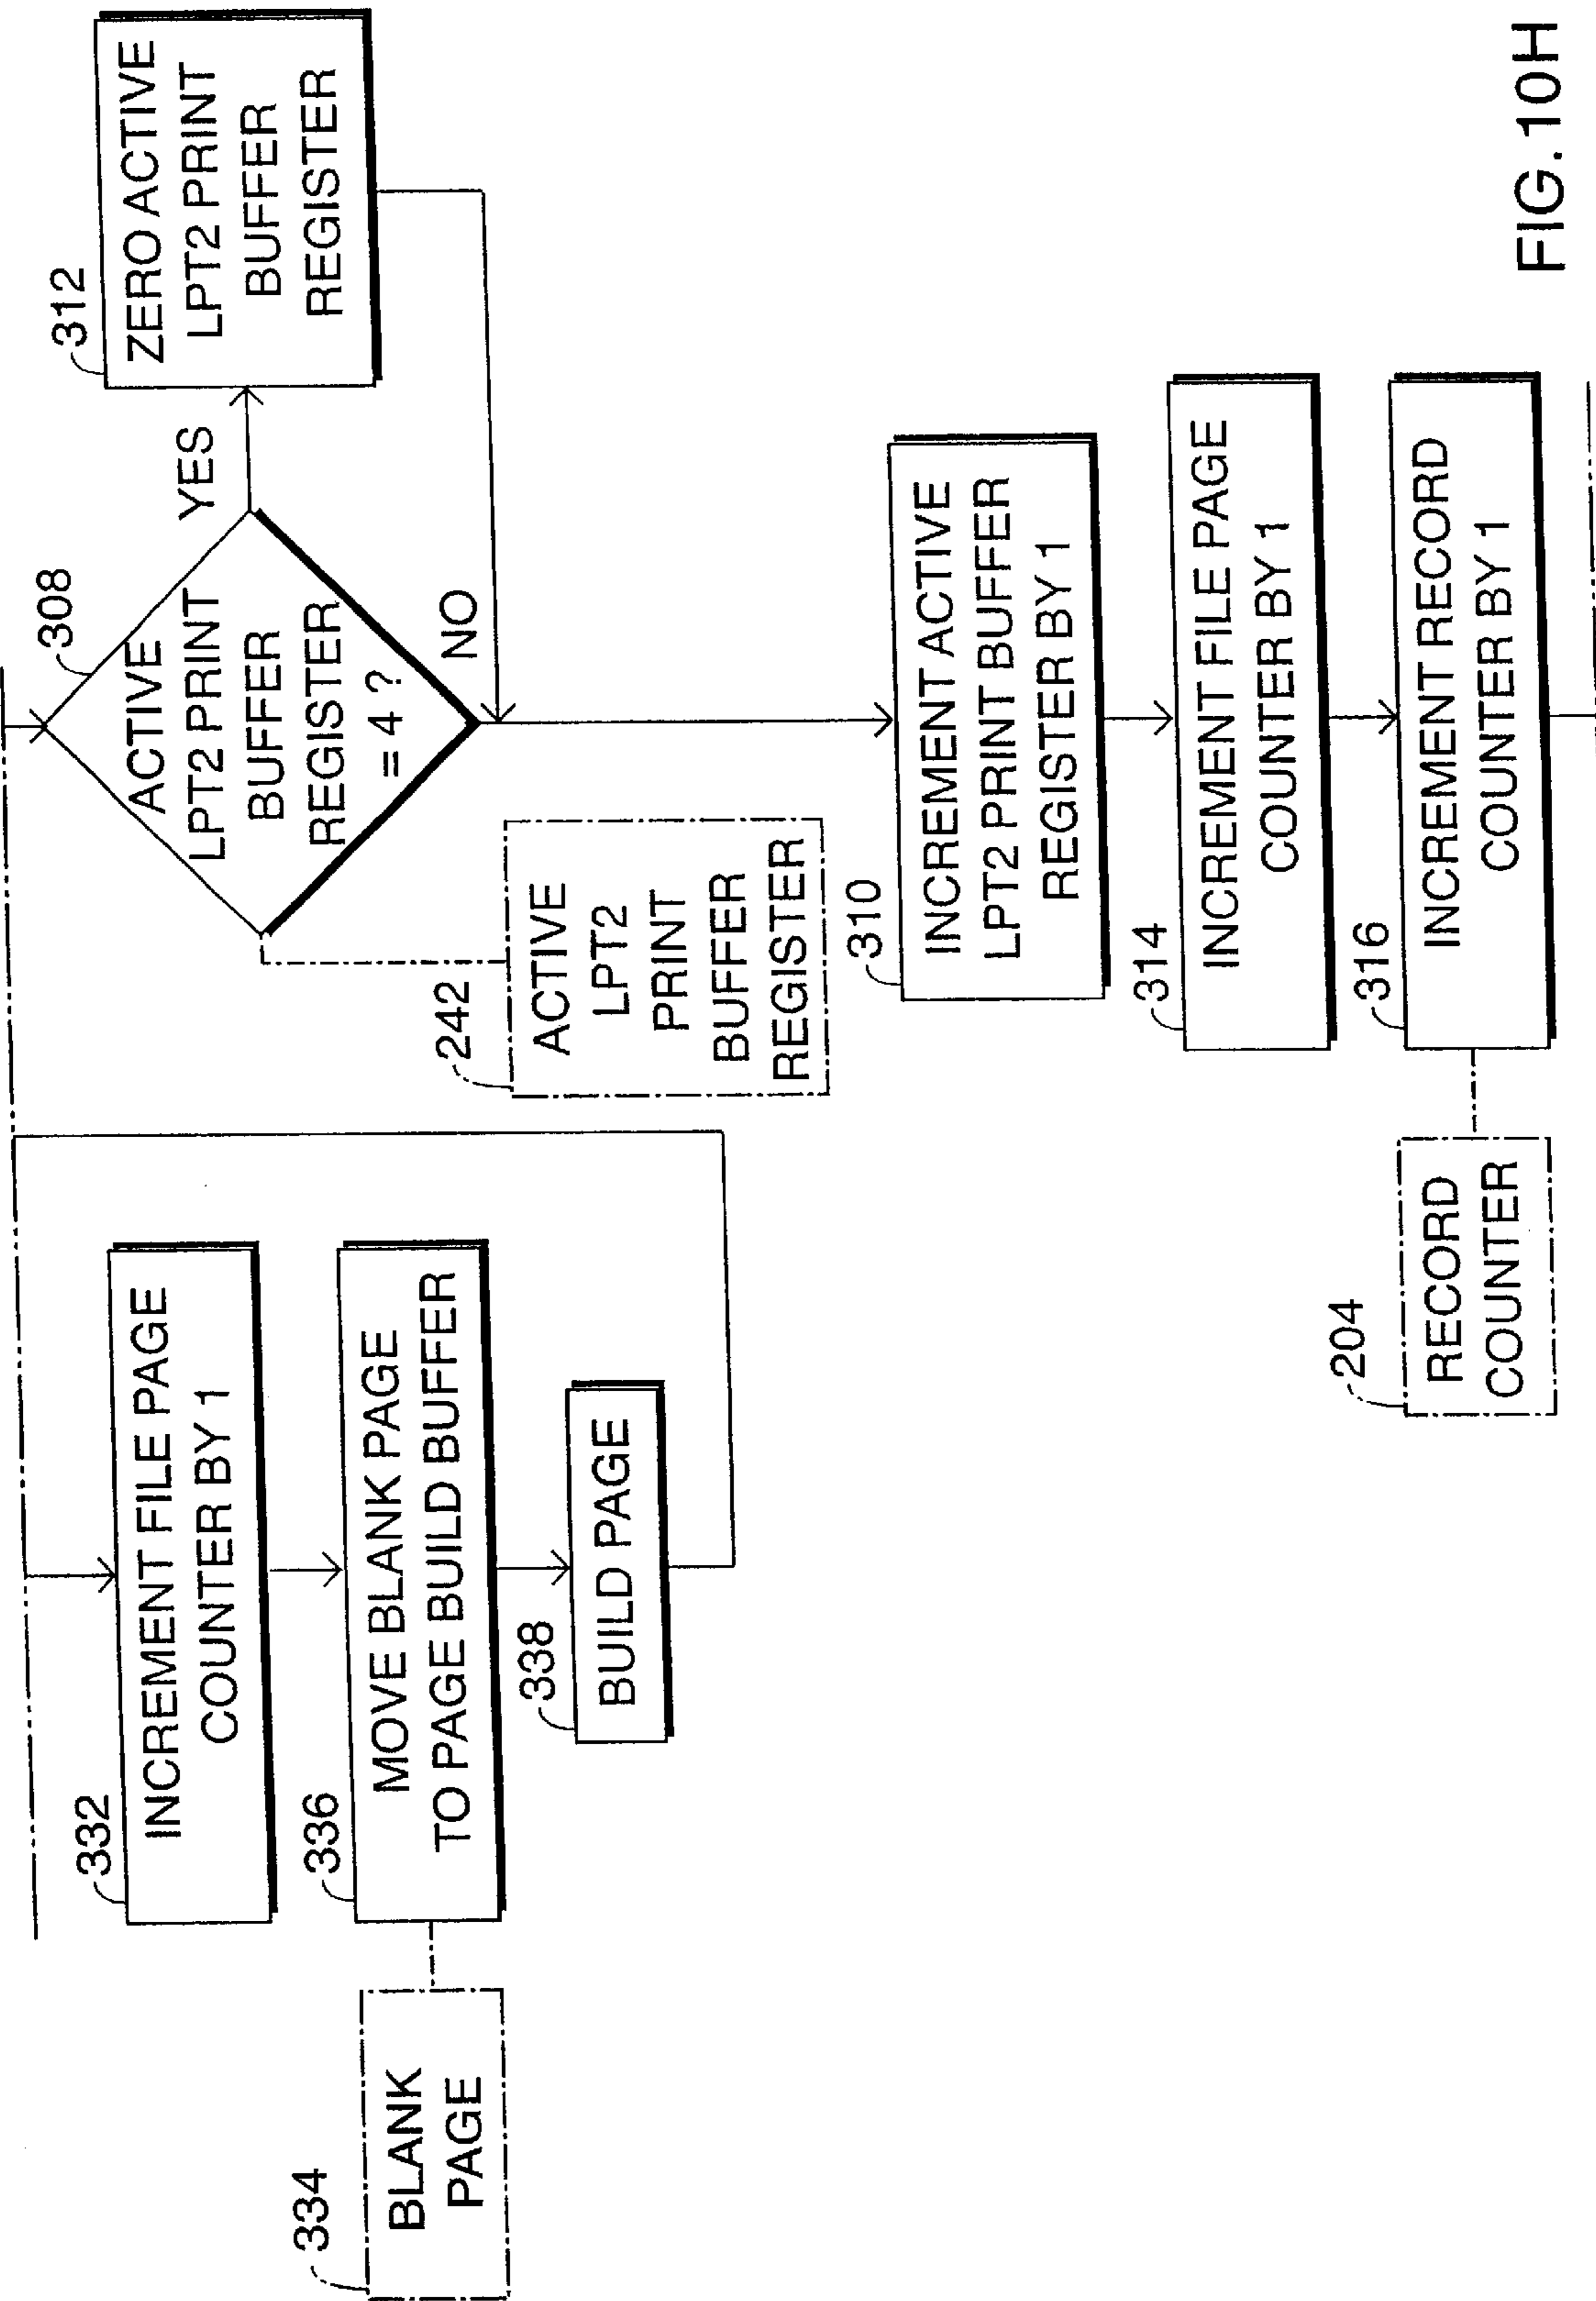 332
INCREMENT FILE PAGE
COUNTER BY 1
334
BLANK
PAGE
336
MOVE BLANK PAGE
TO PAGE BUILD BUFFER
338
BUILD PAGE
308
ACTIVE
LPT2 PRINT
BUFFER
REGISTER
= 4 ?
YES
NO
312
ZERO ACTIVE
LPT2 PRINT
BUFFER
REGISTER
242
ACTIVE
LPT2
PRINT
BUFFER
REGISTER
310
INCREMENT ACTIVE
LPT2 PRINT BUFFER
REGISTER BY 1
314
INCREMENT FILE PAGE
COUNTER BY 1
204
RECORD
COUNTER
316
INCREMENT RECORD
COUNTER BY 1
FIG.10H